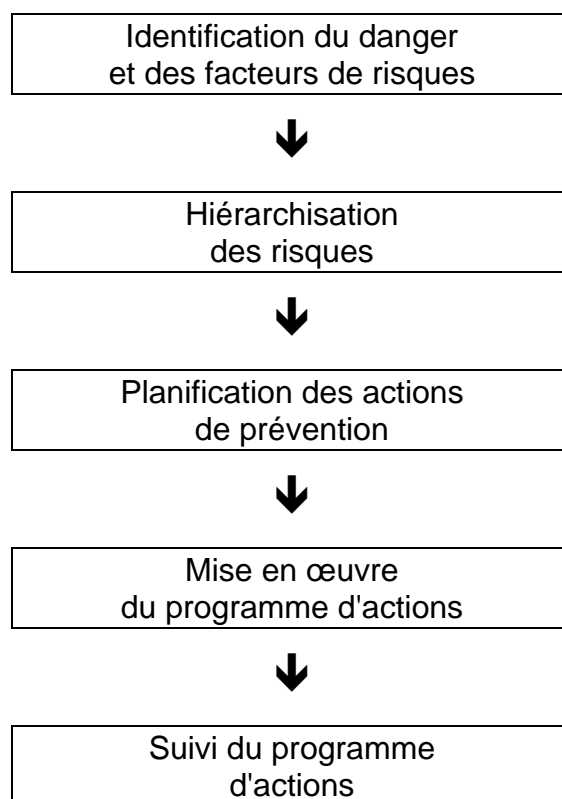 Identification du danger
et des facteurs de risques
Hiérarchisation
des risques
Planification des actions
de prévention
Mise en œuvre
du programme d'actions
Suivi du programme
d'actions